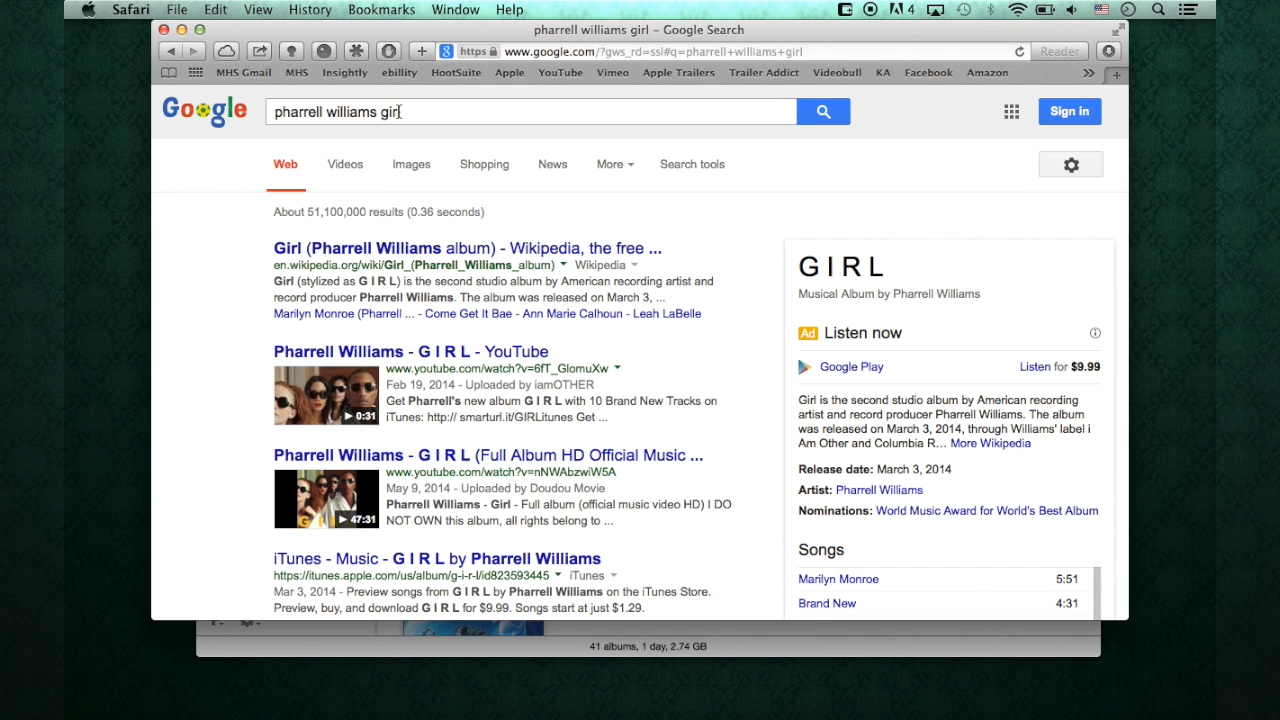 Safari File Edit View History Bookmarks Window Help 4
pharrell williams girl – Google Search
https www.google.com/?gws_rd=ssl#q=pharrell+williams+girl Reader
MHS Gmail MHS Insightly ebillity HootSuite Apple YouTube Vimeo Apple Trailers Trailer Addict Videobull KA Facebook Amazon
Google pharrell williams girl Sign in
Web Videos Images Shopping News More Search tools
About 51,100,000 results (0.36 seconds)
Girl (Pharrell Williams album) - Wikipedia, the free ...
en.wikipedia.org/wiki/Girl_(Pharrell_Williams_album) Wikipedia
Girl (stylized as G I R L) is the second studio album by American recording artist and
record producer Pharrell Williams. The album was released on March 3, ...
Marilyn Monroe (Pharrell ... - Come Get It Bae - Ann Marie Calhoun - Leah LaBelle
Pharrell Williams - G I R L - YouTube
www.youtube.com/watch?v=6fT_GlomuXw
Feb 19, 2014 - Uploaded by iamOTHER
Get Pharrell's new album G I R L with 10 Brand New Tracks on
iTunes: http:// smarturl.it/GIRLitunes Get ...
0:31
Pharrell Williams - G I R L (Full Album HD Official Music ...
www.youtube.com/watch?v=nNWAbzwiW5A
May 9, 2014 - Uploaded by Doudou Movie
Pharrell Williams - Girl - Full album (official music video HD) I DO
NOT OWN this album, all rights belong to ...
47:31
iTunes - Music - G I R L by Pharrell Williams
https://itunes.apple.com/us/album/g-i-r-l/id823593445 iTunes
Mar 3, 2014 - Preview songs from G I R L by Pharrell Williams on the iTunes Store.
Preview, buy, and download G I R L for $9.99. Songs start at just $1.29.
G I R L
Musical Album by Pharrell Williams
Ad Listen now
Google Play Listen for $9.99
Girl is the second studio album by American recording
artist and record producer Pharrell Williams. The album
was released on March 3, 2014, through Williams' label i
Am Other and Columbia R... More Wikipedia
Release date: March 3, 2014
Artist: Pharrell Williams
Nominations: World Music Award for World's Best Album
Songs
Marilyn Monroe 5:51
Brand New 4:31
41 albums, 1 day, 2.74 GB